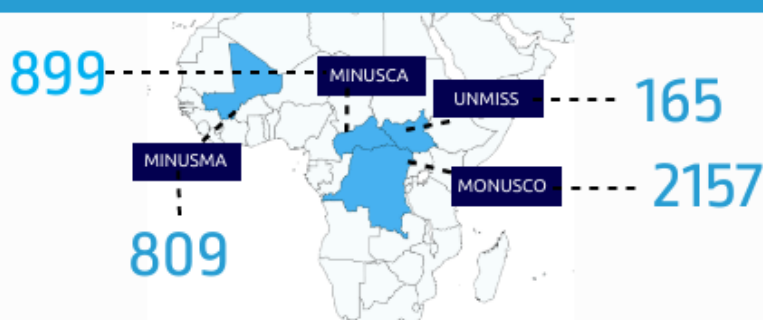 899
MINUSCA
UNMISS
165
MINUSMA
MONUSCO
2157
809